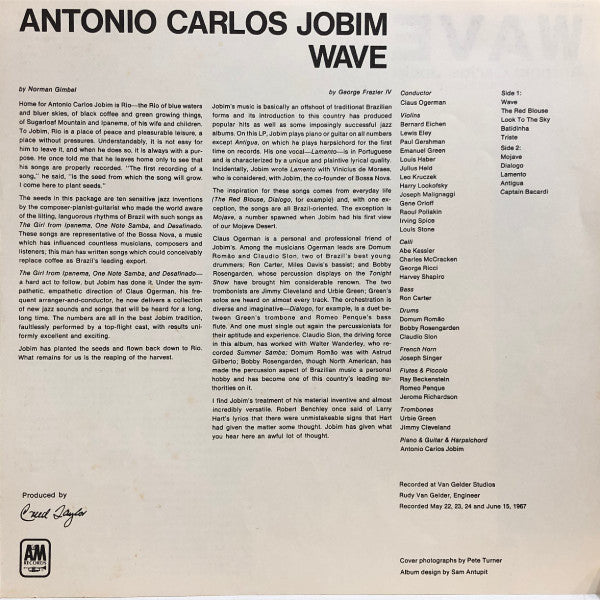 ANTONIO CARLOS JOBIM
WAVE
by Norman Gimbel
Home for Antonio Carlos Jobim is Rio—the Rio of blue waters
and bluer skies, of black coffee and green growing things,
of Sugarloaf Mountain and Ipanema, of his wife and children.
To Jobim, Rio is a place of peace and pleasurable leisure, a
place without pressures. Understandably, it is not easy for
him to leave it, and when he does so, it is always with a pur-
pose. He once told me that he leaves home only to see that
his songs are properly recorded. "The first recording of a
song," he said, "is the seed from which the song will grow.
I come here to plant seeds."
The seeds in this package are ten sensitive jazz inventions
by the composer-pianist-guitarist who made the world aware
of the lilting, languorous rhythms of Brazil with such songs as
The Girl from Ipanema, One Note Samba, and Desafinado.
These songs are representative of the Bossa Nova, a music
which has influenced countless musicians, composers and
listeners; this man has written songs which could conceivably
replace coffee as Brazil's leading export.
The Girl from Ipanema, One Note Samba, and Desafinado—
a hard act to follow, but Jobim has done it. Under the sym-
pathetic, empathetic direction of Claus Ogerman, his fre-
quent arranger-and-conductor, he now delivers a collection
of new jazz sounds and songs that will be heard for a long,
long time. The numbers are all in the best Jobim tradition,
faultlessly performed by a top-flight cast, with results uni-
formly excellent and exciting.
Jobim has planted the seeds and flown back down to Rio.
What remains for us is the reaping of the harvest.
by George Frazier IV
Jobim's music is basically an offshoot of traditional Brazilian
forms and its introduction to this country has produced
popular hits as well as some imposingly successful jazz
albums. On this LP, Jobim plays piano or guitar on all numbers
except Antigua, on which he plays harpsichord for the first
time on records. His one vocal—Lamento—is in Portuguese
and is characterized by a unique and plaintive lyrical quality.
Incidentally, Jobim wrote Lamento with Vinicius de Moraes,
who is considered, with Jobim, the co-founder of Bossa Nova.
The inspiration for these songs comes from everyday life
(The Red Blouse, Dialogo, for example) and, with one ex-
ception, the songs are all Brazil-oriented. The exception is
Mojave, a number spawned when Jobim had his first view
of our Mojave Desert.
Claus Ogerman is a personal and professional friend of
Jobim's. Among the musicians Ogerman leads are Domum
Romão and Claudio Slon, two of Brazil's best young
drummers; Ron Carter, Miles Davis's bassist; and Bobby
Rosengarden, whose percussion displays on the Tonight
Show have brought him considerable renown. The two
trombonists are Jimmy Cleveland and Urbie Green; Green's
solos are heard on almost every track. The orchestration is
diverse and imaginative—Dialogo, for example, is a duet be-
tween Green's trombone and Romeo Penque's bass
flute. And one must single out again the percussionists for
their aptitude and experience. Claudio Slon, the driving force
in this album, has worked with Walter Wanderley, who re-
corded Summer Samba; Domum Romão was with Astrud
Gilberto; Bobby Rosengarden, though North American, has
made the percussion aspect of Brazilian music a personal
hobby and has become one of this country's leading au-
thorities on it.
I find Jobim's treatment of his material inventive and almost
incredibly versatile. Robert Benchley once said of Larry
Hart's lyrics that there were unmistakeable signs that Hart
had given the matter some thought. Jobim has given what
you hear here an awful lot of thought.
Conductor
Claus Ogerman
Violins
Bernard Eichen
Lewis Eley
Paul Gershman
Emanuel Green
Louis Haber
Julius Held
Leo Kruczek
Harry Lookofsky
Joseph Malignaggi
Gene Orloff
Raoul Poliakin
Irving Spice
Louis Stone
Celli
Abe Kessler
Charles McCracken
George Ricci
Harvey Shapiro
Bass
Ron Carter
Drums
Domum Romão
Bobby Rosengarden
Claudio Slon
French Horn
Joseph Singer
Flutes & Piccolo
Ray Beckenstein
Romeo Penque
Jerome Richardson
Trombones
Urbie Green
Jimmy Cleveland
Piano & Guitar & Harpsichord
Antonio Carlos Jobim
Side 1:
Wave
The Red Blouse
Look To The Sky
Batidinha
Triste
Side 2:
Mojave
Dialogo
Lamento
Antigua
Captain Bacardi
Recorded at Van Gelder Studios
Rudy Van Gelder, Engineer
Recorded May 22, 23, 24 and June 15, 1967
Produced by
Creed Taylor
A&M
RECORDS
Cover photographs by Pete Turner
Album design by Sam Antupit